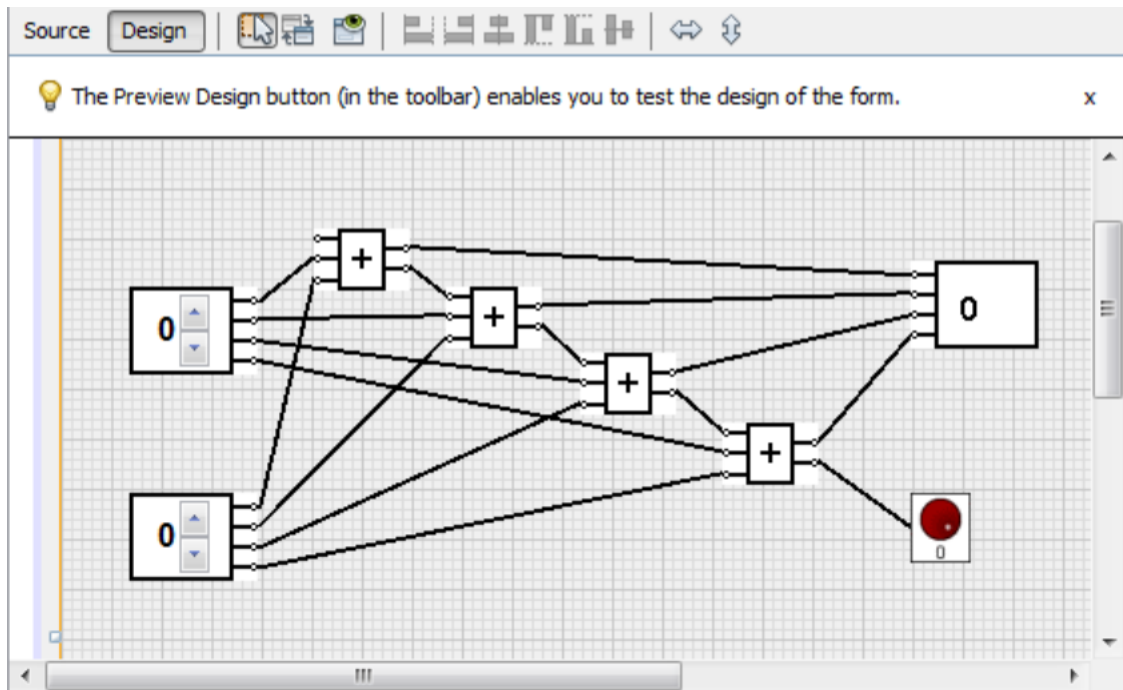 Source Design
The Preview Design button (in the toolbar) enables you to test the design of the form. x
+
0 + 0
+
+
0
0